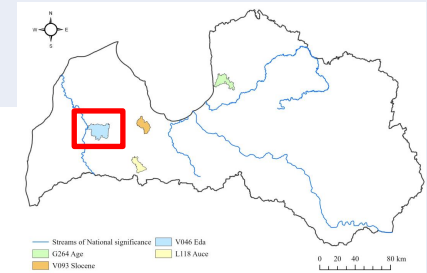 N
W E
S
Streams of National significance
V046 Eda
G264 Age
L118 Auce
V093 Slocene
0 20 40 80 km